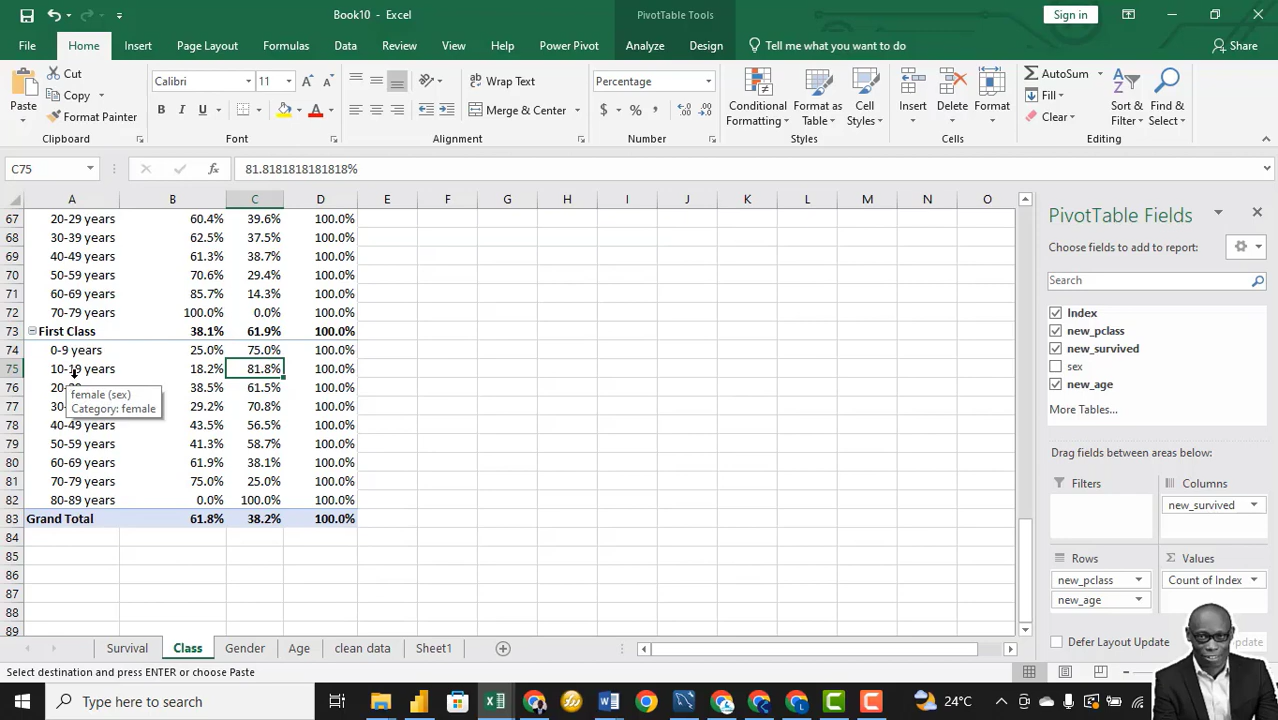 Book10 - Excel
PivotTable Tools
Sign in
File
Home
Insert
Page Layout
Formulas
Data
Review
View
Help
Power Pivot
Analyze
Design
Tell me what you want to do
Share
Paste
Cut
Copy
Format Painter
Clipboard
Calibri
11
Font
Wrap Text
Merge & Center
Alignment
Percentage
Number
Conditional Formatting
Format as Table
Cell Styles
Styles
Insert
Delete
Format
Cells
AutoSum
Fill
Clear
Sort & Filter
Find & Select
Editing
C75
81.8181818181818%
A B C D E F G H I J K L M N O
67 20-29 years 60.4% 39.6% 100.0%
68 30-39 years 62.5% 37.5% 100.0%
69 40-49 years 61.3% 38.7% 100.0%
70 50-59 years 70.6% 29.4% 100.0%
71 60-69 years 85.7% 14.3% 100.0%
72 70-79 years 100.0% 0.0% 100.0%
73 First Class 38.1% 61.9% 100.0%
74 0-9 years 25.0% 75.0% 100.0%
75 10-19 years 18.2% 81.8% 100.0%
76 38.5% 61.5% 100.0%
77 29.2% 70.8% 100.0%
78 40-49 years 43.5% 56.5% 100.0%
79 50-59 years 41.3% 58.7% 100.0%
80 60-69 years 61.9% 38.1% 100.0%
81 70-79 years 75.0% 25.0% 100.0%
82 80-89 years 0.0% 100.0% 100.0%
83 Grand Total 61.8% 38.2% 100.0%
84
85
86
87
88
89
female (sex)
Category: female
PivotTable Fields
Choose fields to add to report:
Search
Index
new_pclass
new_survived
sex
new_age
More Tables...
Drag fields between areas below:
Filters
Columns
new_survived
Rows
new_pclass
new_age
Values
Count of Index
Defer Layout Update
Survival
Class
Gender
Age
clean data
Sheet1
Select destination and press ENTER or choose Paste
Type here to search
24°C